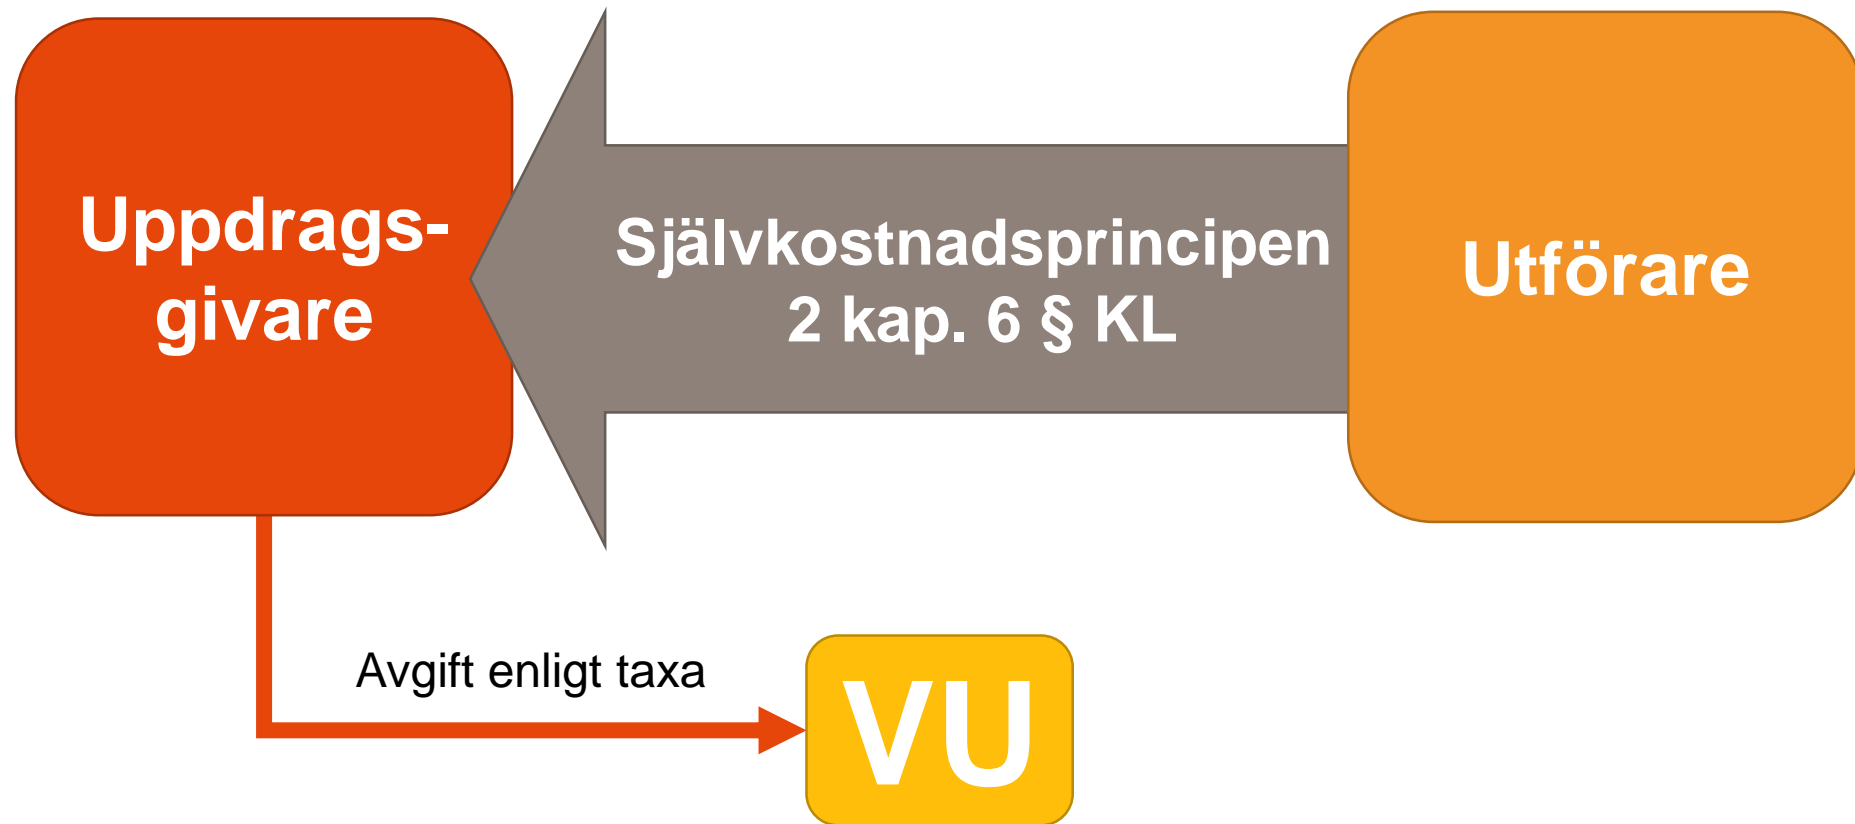 Uppdrags-
givare
Självkostnadsprincipen
2 kap. 6 § KL
Utförare
Avgift enligt taxa
VU